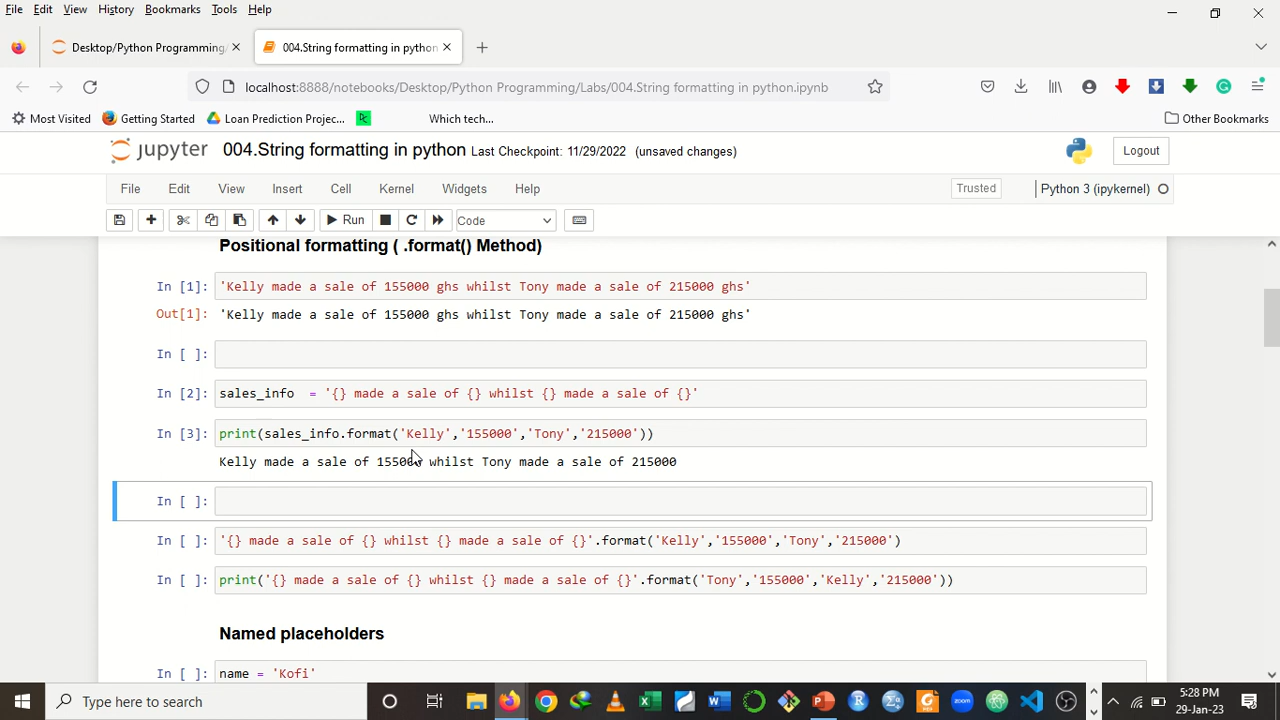 File Edit View History Bookmarks Tools Help
Desktop/Python Programming/
004.String formatting in python
localhost:8888/notebooks/Desktop/Python Programming/Labs/004.String formatting in python.ipynb
Most Visited Getting Started Loan Prediction Projec... Which tech... Other Bookmarks
jupyter 004.String formatting in python Last Checkpoint: 11/29/2022 (unsaved changes) Logout
File Edit View Insert Cell Kernel Widgets Help Trusted Python 3 (ipykernel)
Run Code
Positional formatting ( .format() Method)
In [1]: 'Kelly made a sale of 155000 ghs whilst Tony made a sale of 215000 ghs'
Out[1]: 'Kelly made a sale of 155000 ghs whilst Tony made a sale of 215000 ghs'
In [ ]:
In [2]: sales_info = '{} made a sale of {} whilst {} made a sale of {}'
In [3]: print(sales_info.format('Kelly','155000','Tony','215000'))
Kelly made a sale of 155000 whilst Tony made a sale of 215000
In [ ]:
In [ ]: '{} made a sale of {} whilst {} made a sale of {}'.format('Kelly','155000','Tony','215000')
In [ ]: print('{} made a sale of {} whilst {} made a sale of {}'.format('Tony','155000','Kelly','215000'))
Named placeholders
In [ ]: name = 'Kofi'
Type here to search
5:28 PM
29-Jan-23